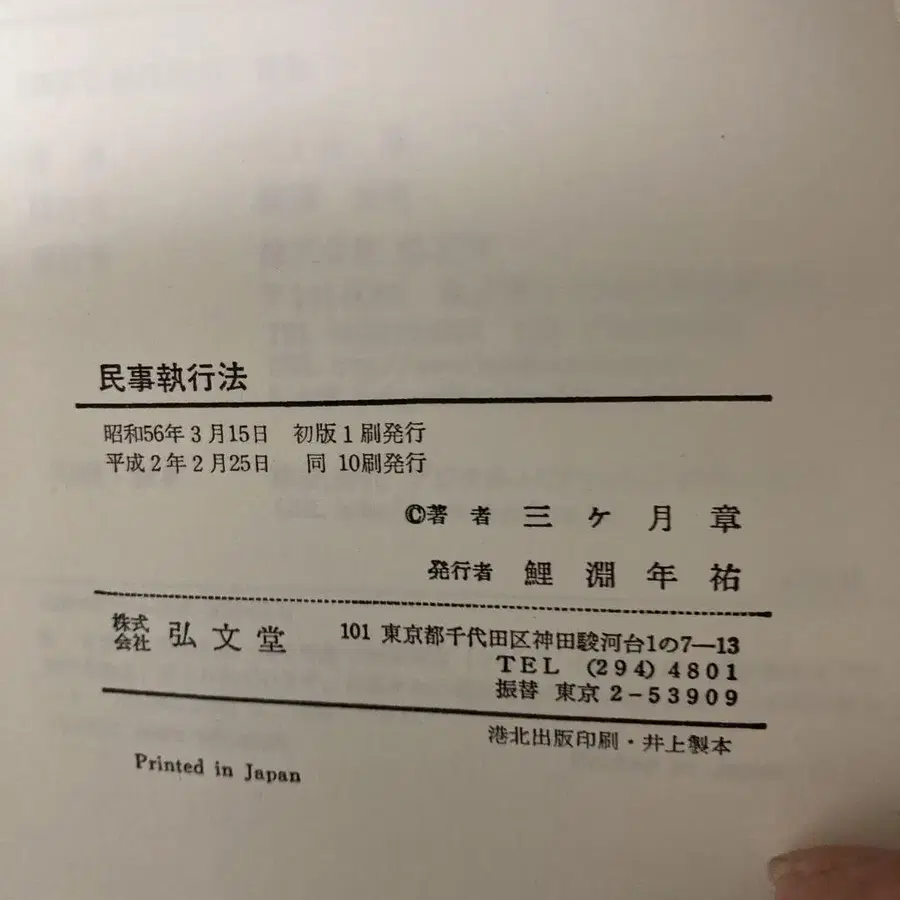 民事執行法
昭和56年3月15日 初版1刷発行
平成2年2月25日 同 10刷発行
©著者 三ケ月章
発行者 鯉淵年祐
株式会社 弘文堂 101 東京都千代田区神田駿河台1の7―13
TEL (294) 4801
振替 東京 2-53909
港北出版印刷・井上製本
Printed in Japan